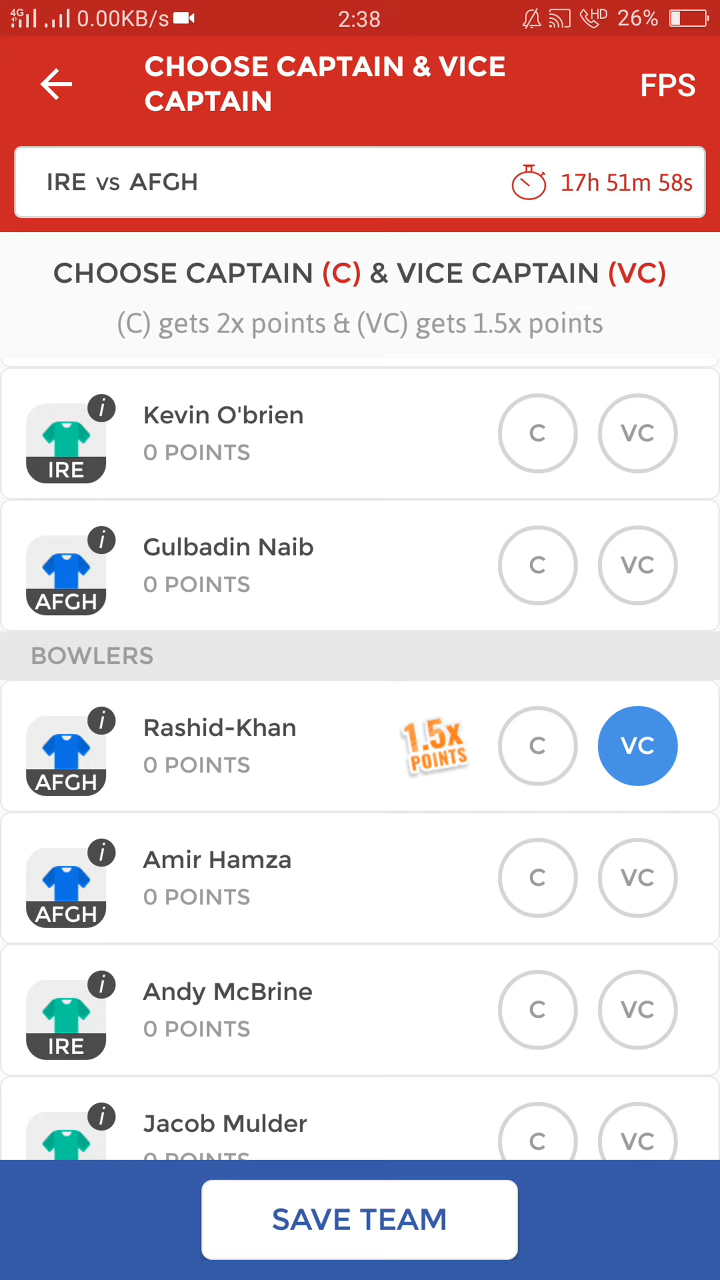 4G 0.00KB/s 2:38 HD 26%
CHOOSE CAPTAIN & VICE
CAPTAIN
FPS
IRE vs AFGH 17h 51m 58s
CHOOSE CAPTAIN (C) & VICE CAPTAIN (VC)
(C) gets 2x points & (VC) gets 1.5x points
i
Kevin O'brien
0 POINTS
IRE
C VC
i
Gulbadin Naib
0 POINTS
AFGH
C VC
BOWLERS
i
Rashid-Khan
0 POINTS
AFGH
1.5x
POINTS
C VC
i
Amir Hamza
0 POINTS
AFGH
C VC
i
Andy McBrine
0 POINTS
IRE
C VC
i
Jacob Mulder
0 POINTS
C VC
SAVE TEAM